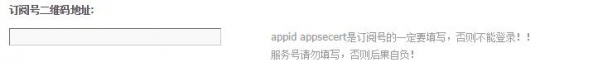 订阅号二维码地址:
appid appsecert是订阅号的一定要填写，否则不能登录！！
服务号请勿填写，否则后果自负！